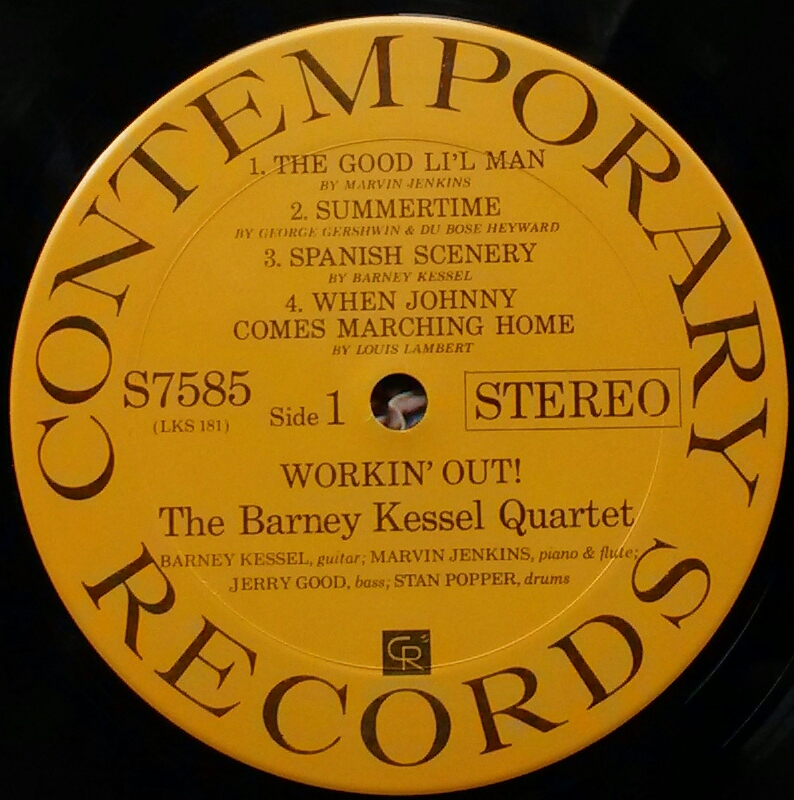 CONTEMPORARY
1. THE GOOD LI'L MAN
BY MARVIN JENKINS
2. SUMMERTIME
BY GEORGE GERSHWIN & DU BOSE HEYWARD
3. SPANISH SCENERY
BY BARNEY KESSEL
4. WHEN JOHNNY
COMES MARCHING HOME
BY LOUIS LAMBERT
S7585
(LKS 181)
Side 1
STEREO
WORKIN' OUT!
The Barney Kessel Quartet
BARNEY KESSEL, guitar; MARVIN JENKINS, piano & flute;
JERRY GOOD, bass; STAN POPPER, drums
CR
RECORDS